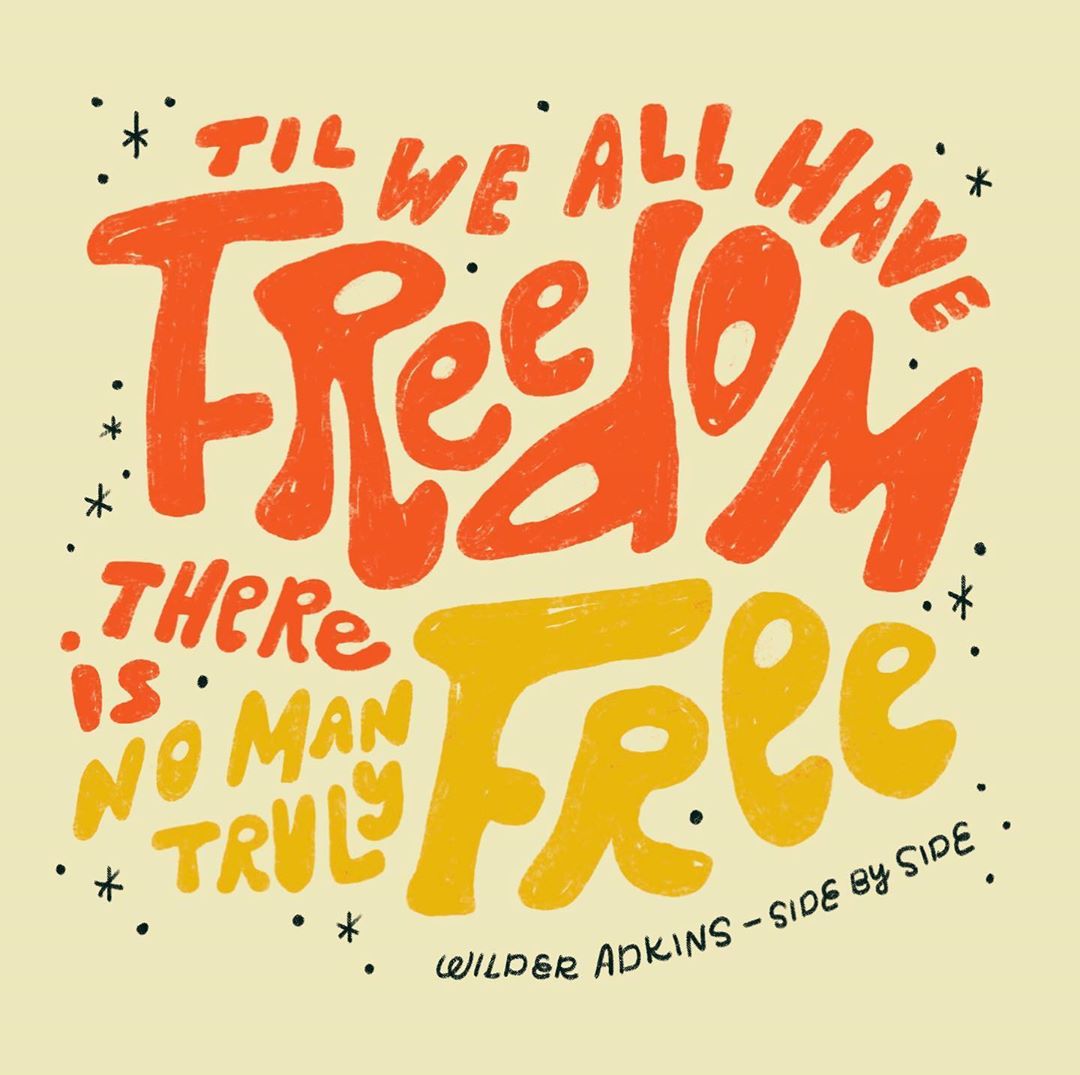 TIL WE ALL HAVE
FReedOM
THeRe
is
NO MAN
TRULY
FRee
WILDER ADKINS – SIDE BY SIDE